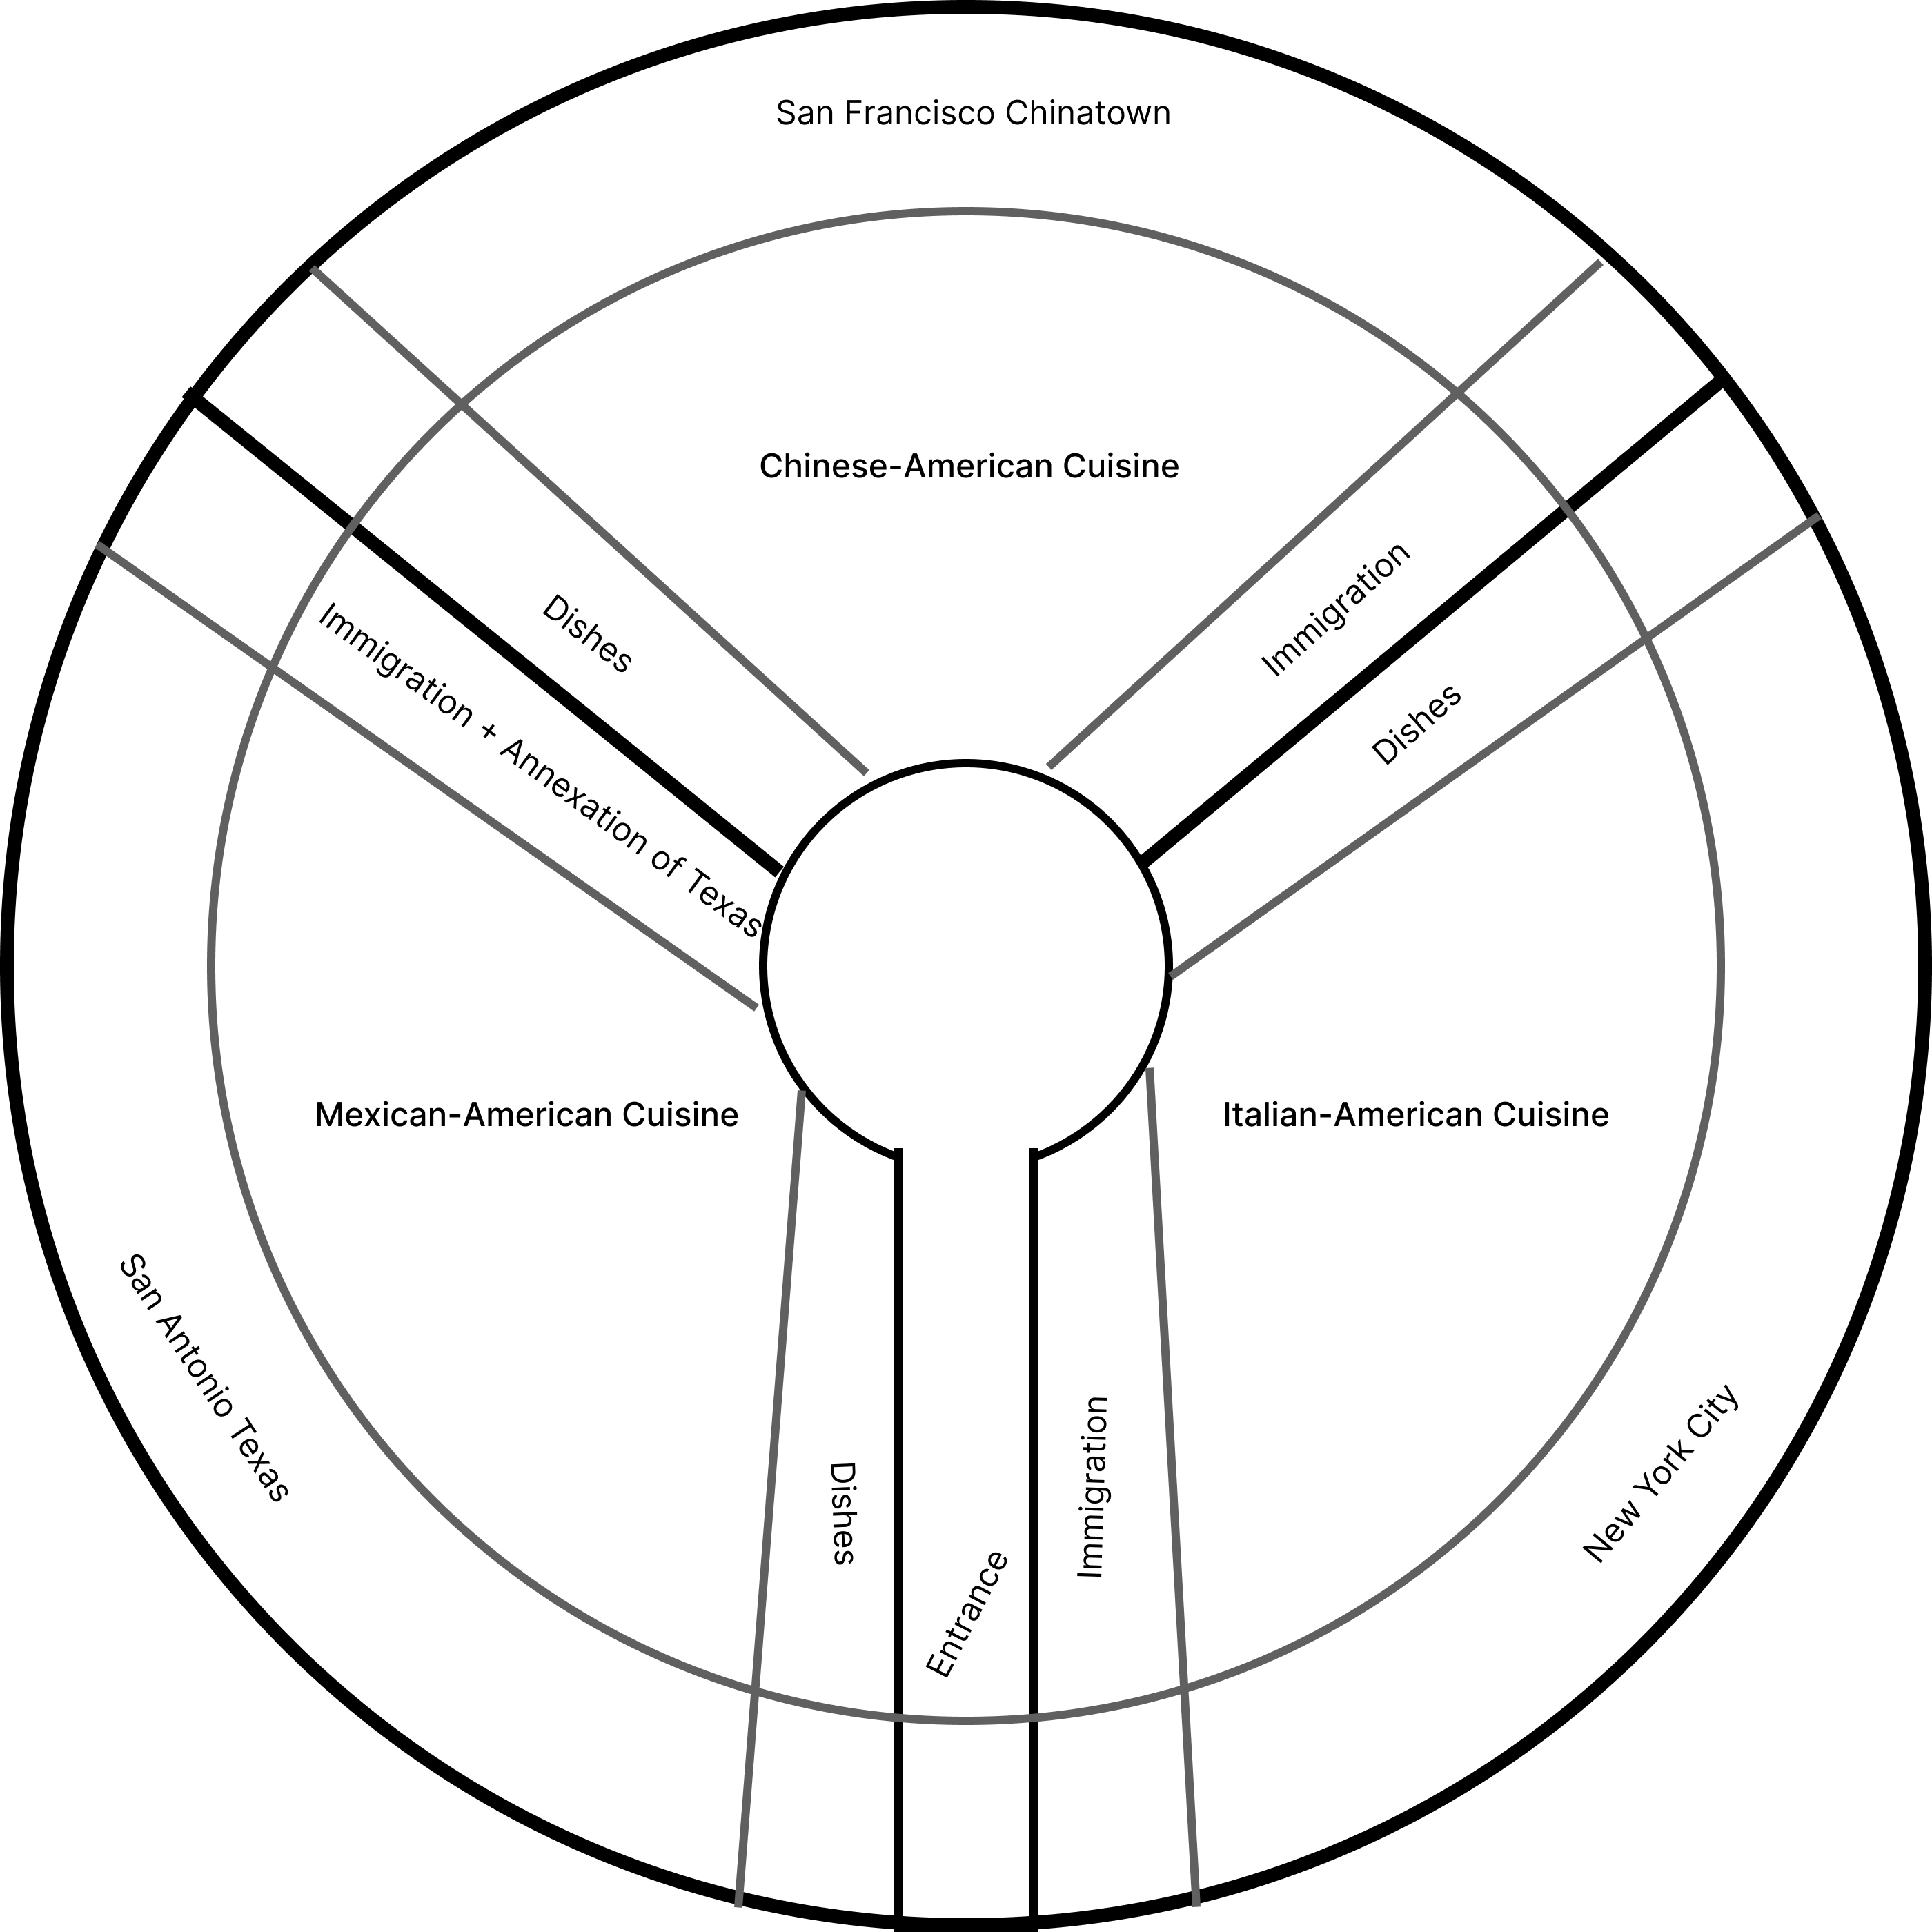 San Francisco Chinatown
Chinese-American Cuisine
Dishes
Immigration
Immigration + Annexation of Texas
Dishes
Mexican-American Cuisine
Italian-American Cuisine
San Antonio Texas
Dishes
Immigration
New York City
Entrance